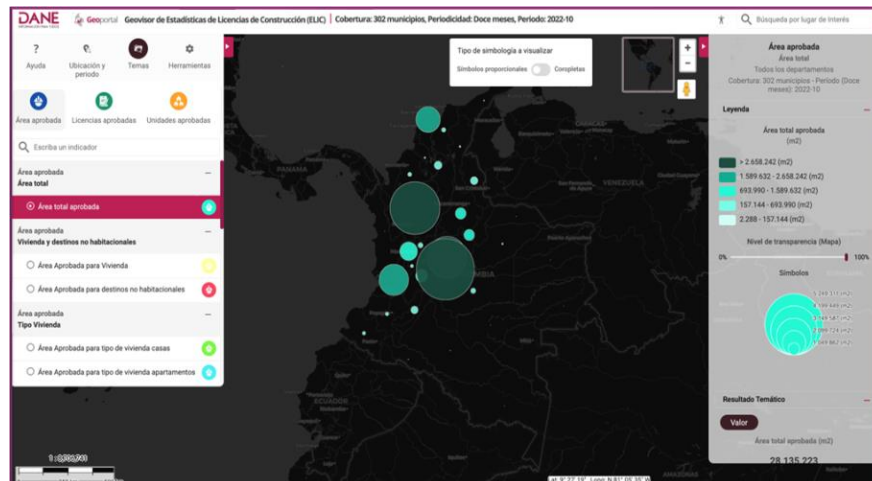 DANE
Geoportal
Geovisor de Estadísticas de Licencias de Construcción (ELIC)
Cobertura: 302 municipios, Periodicidad: Doce meses, Período: 2022-10
Búsqueda por lugar de interés
?
Ayuda
Ubicación y periodo
Temas
Herramientas
Área aprobada
Licencias aprobadas
Unidades aprobadas
Escriba un indicador
Área aprobada
Área total
Área total aprobada
Área aprobada
Vivienda y destinos no habitacionales
Área Aprobada para Vivienda
Área Aprobada para destinos no habitacionales
Área aprobada
Tipo Vivienda
Área Aprobada para tipo de vivienda casas
Área Aprobada para tipo de vivienda apartamentos
Tipo de simbología a visualizar
Símbolos proporcionales
Coropletas
+
−
PANAMA
VENEZUELA
ECUADOR
Área aprobada
Área total
Todos los departamentos
Cobertura: 302 municipios - Período (Doce meses): 2022-10
Leyenda
Área total aprobada
(m2)
> 2.658.242 (m2)
1.589.632 - 2.658.242 (m2)
693.990 - 1.589.632 (m2)
157.144 - 693.990 (m2)
2.288 - 157.144 (m2)
Nivel de transparencia (Mapa)
0%
100%
Símbolos
Resultado Temático
Valor
Área total aprobada (m2)
28.135.223